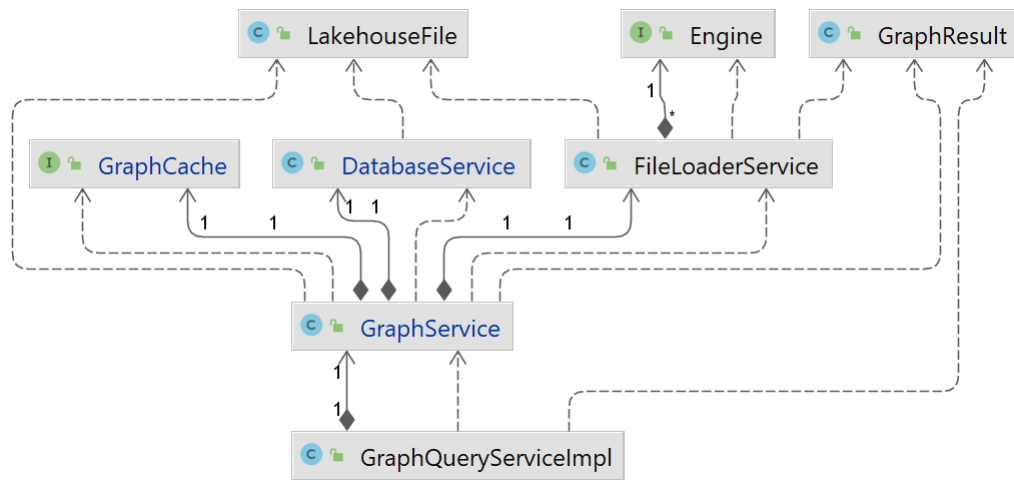 C LakehouseFile
I Engine
C GraphResult
1
*
I GraphCache
C DatabaseService
C FileLoaderService
1 1
1 1
1 1
C GraphService
1
1
C GraphQueryServiceImpl